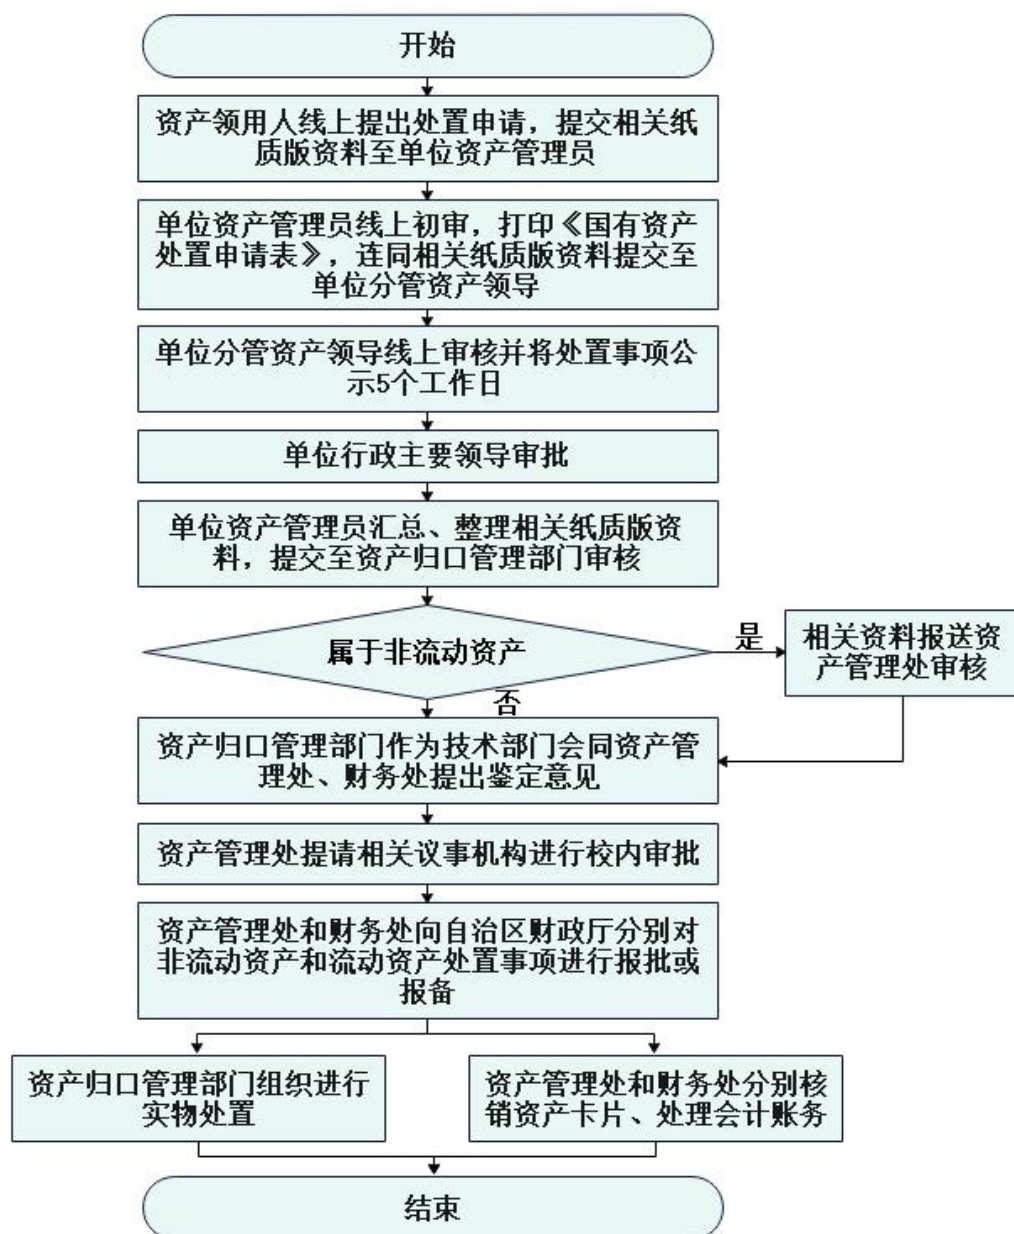 开始
资产领用人线上提出处置申请，提交相关纸
质版资料至单位资产管理员
单位资产管理员线上初审，打印《国有资产
处置申请表》，连同相关纸质版资料提交至
单位分管资产领导
单位分管资产领导线上审核并将处置事项公
示5个工作日
单位行政主要领导审批
单位资产管理员汇总、整理相关纸质版资
料，提交至资产归口管理部门审核
属于非流动资产
是
相关资料报送资
产管理处审核
否
资产归口管理部门作为技术部门会同资产管
理处、财务处提出鉴定意见
资产管理处提请相关议事机构进行校内审批
资产管理处和财务处向自治区财政厅分别对
非流动资产和流动资产处置事项进行报批或
报备
资产归口管理部门组织进行
实物处置
资产管理处和财务处分别核
销资产卡片、处理会计账务
结束